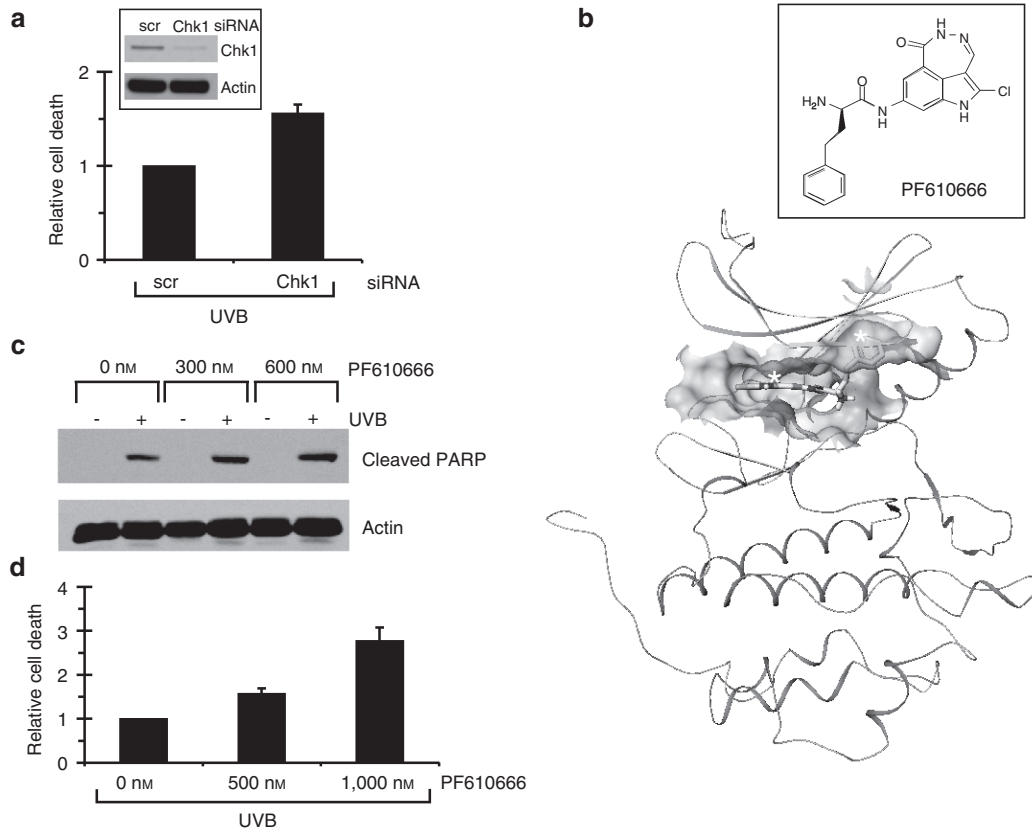 a
scr Chk1 siRNA
Chk1
Actin
Relative cell death
2
1
0
scr Chk1 siRNA
UVB
b
O
NH
N
Cl
NH
O
N
H
H2N
PF610666
*
*
c
0 nM 300 nM 600 nM PF610666
- + - + - + UVB
Cleaved PARP
Actin
d
Relative cell death
4
3
2
1
0
0 nM 500 nM 1,000 nM PF610666
UVB